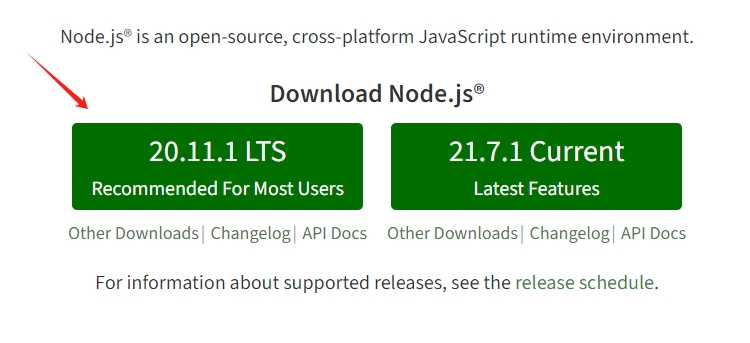 Node.js® is an open-source, cross-platform JavaScript runtime environment.
Download Node.js®
20.11.1 LTS
Recommended For Most Users
21.7.1 Current
Latest Features
Other Downloads| Changelog| API Docs
Other Downloads| Changelog| API Docs
For information about supported releases, see the release schedule.